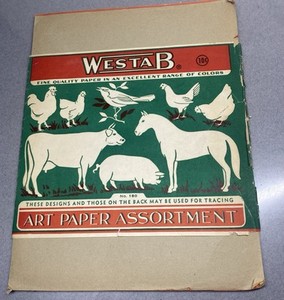 WESTAB®
10¢
FINE QUALITY PAPER IN AN EXCELLENT RANGE OF COLORS
No. 190
THESE DESIGNS AND THOSE ON THE BACK MAY BE USED FOR TRACING
ART PAPER ASSORTMENT